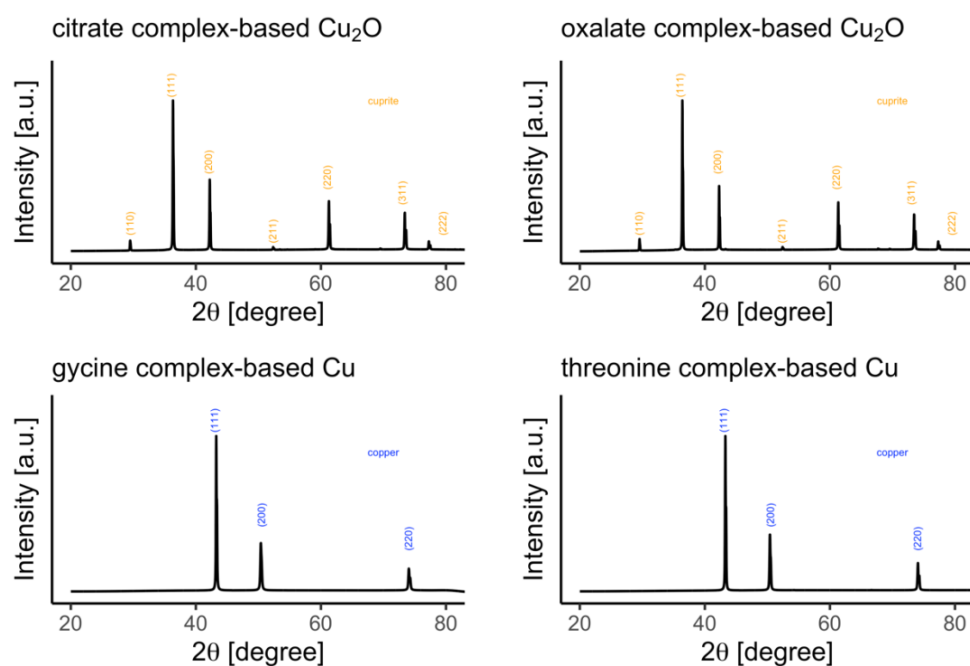 citrate complex-based Cu₂O
Intensity [a.u.]
(110)
(111)
(200)
(211)
(220)
(311)
(222)
cuprite
20 40 60 80
2θ [degree]
oxalate complex-based Cu₂O
Intensity [a.u.]
(110)
(111)
(200)
(211)
(220)
(311)
(222)
cuprite
20 40 60 80
2θ [degree]
gycine complex-based Cu
Intensity [a.u.]
(111)
(200)
(220)
copper
20 40 60 80
2θ [degree]
threonine complex-based Cu
Intensity [a.u.]
(111)
(200)
(220)
copper
20 40 60 80
2θ [degree]